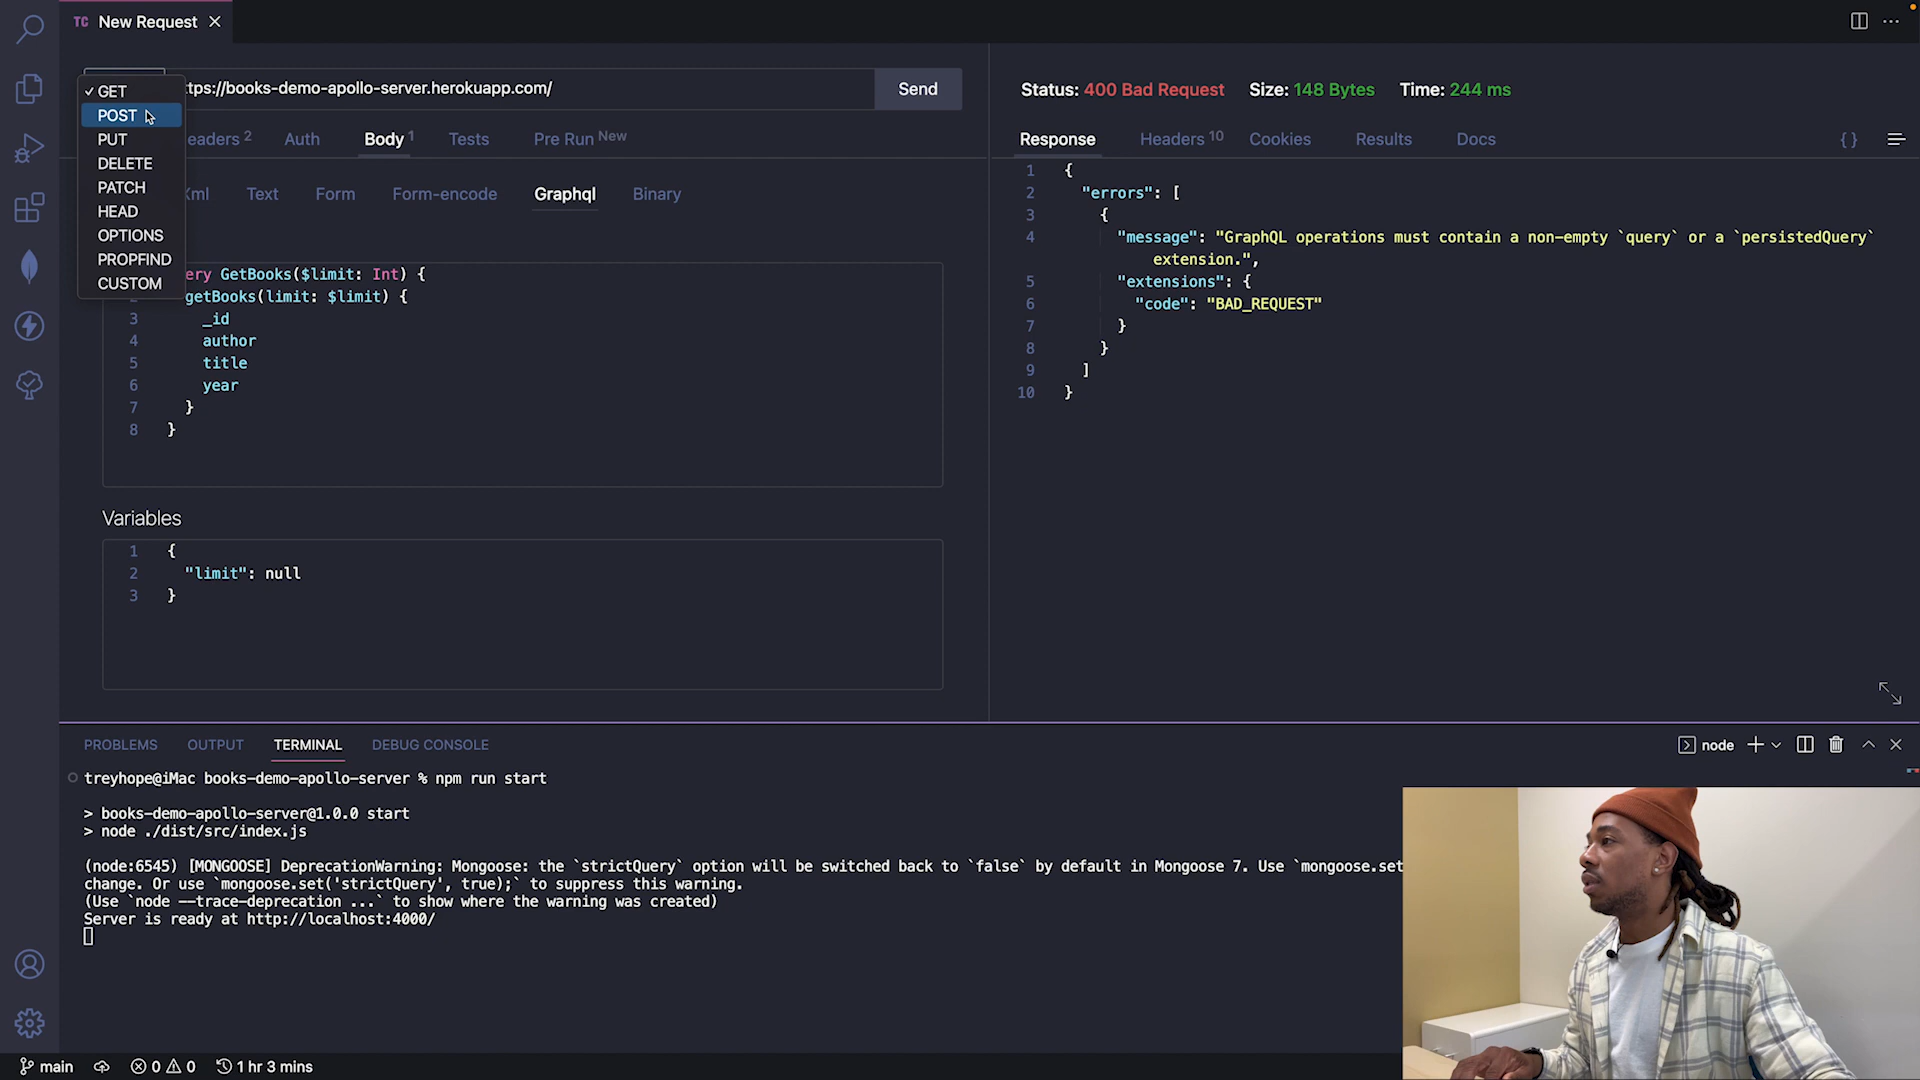 TC New Request
GET
ttps://books-demo-apollo-server.herokuapp.com/
Send
POST
PUT
DELETE
PATCH
HEAD
OPTIONS
PROPFIND
CUSTOM
eaders 2
Auth
Body 1
Tests
Pre Run New
ml
Text
Form
Form-encode
Graphql
Binary
ery GetBooks($limit: Int) {
getBooks(limit: $limit) {
3 _id
4 author
5 title
6 year
7 }
8 }
Variables
1 {
2 "limit": null
3 }
Status: 400 Bad Request Size: 148 Bytes Time: 244 ms
Response
Headers 10
Cookies
Results
Docs
{ }
1 {
2 "errors": [
3 {
4 "message": "GraphQL operations must contain a non-empty `query` or a `persistedQuery`
extension.",
5 "extensions": {
6 "code": "BAD_REQUEST"
7 }
8 }
9 ]
10 }
PROBLEMS
OUTPUT
TERMINAL
DEBUG CONSOLE
node
treyhope@iMac books-demo-apollo-server % npm run start
> books-demo-apollo-server@1.0.0 start
> node ./dist/src/index.js
(node:6545) [MONGOOSE] DeprecationWarning: Mongoose: the `strictQuery` option will be switched back to `false` by default in Mongoose 7. Use `mongoose.set
change. Or use `mongoose.set('strictQuery', true);` to suppress this warning.
(Use `node --trace-deprecation ...` to show where the warning was created)
Server is ready at http://localhost:4000/
main
0 0
1 hr 3 mins